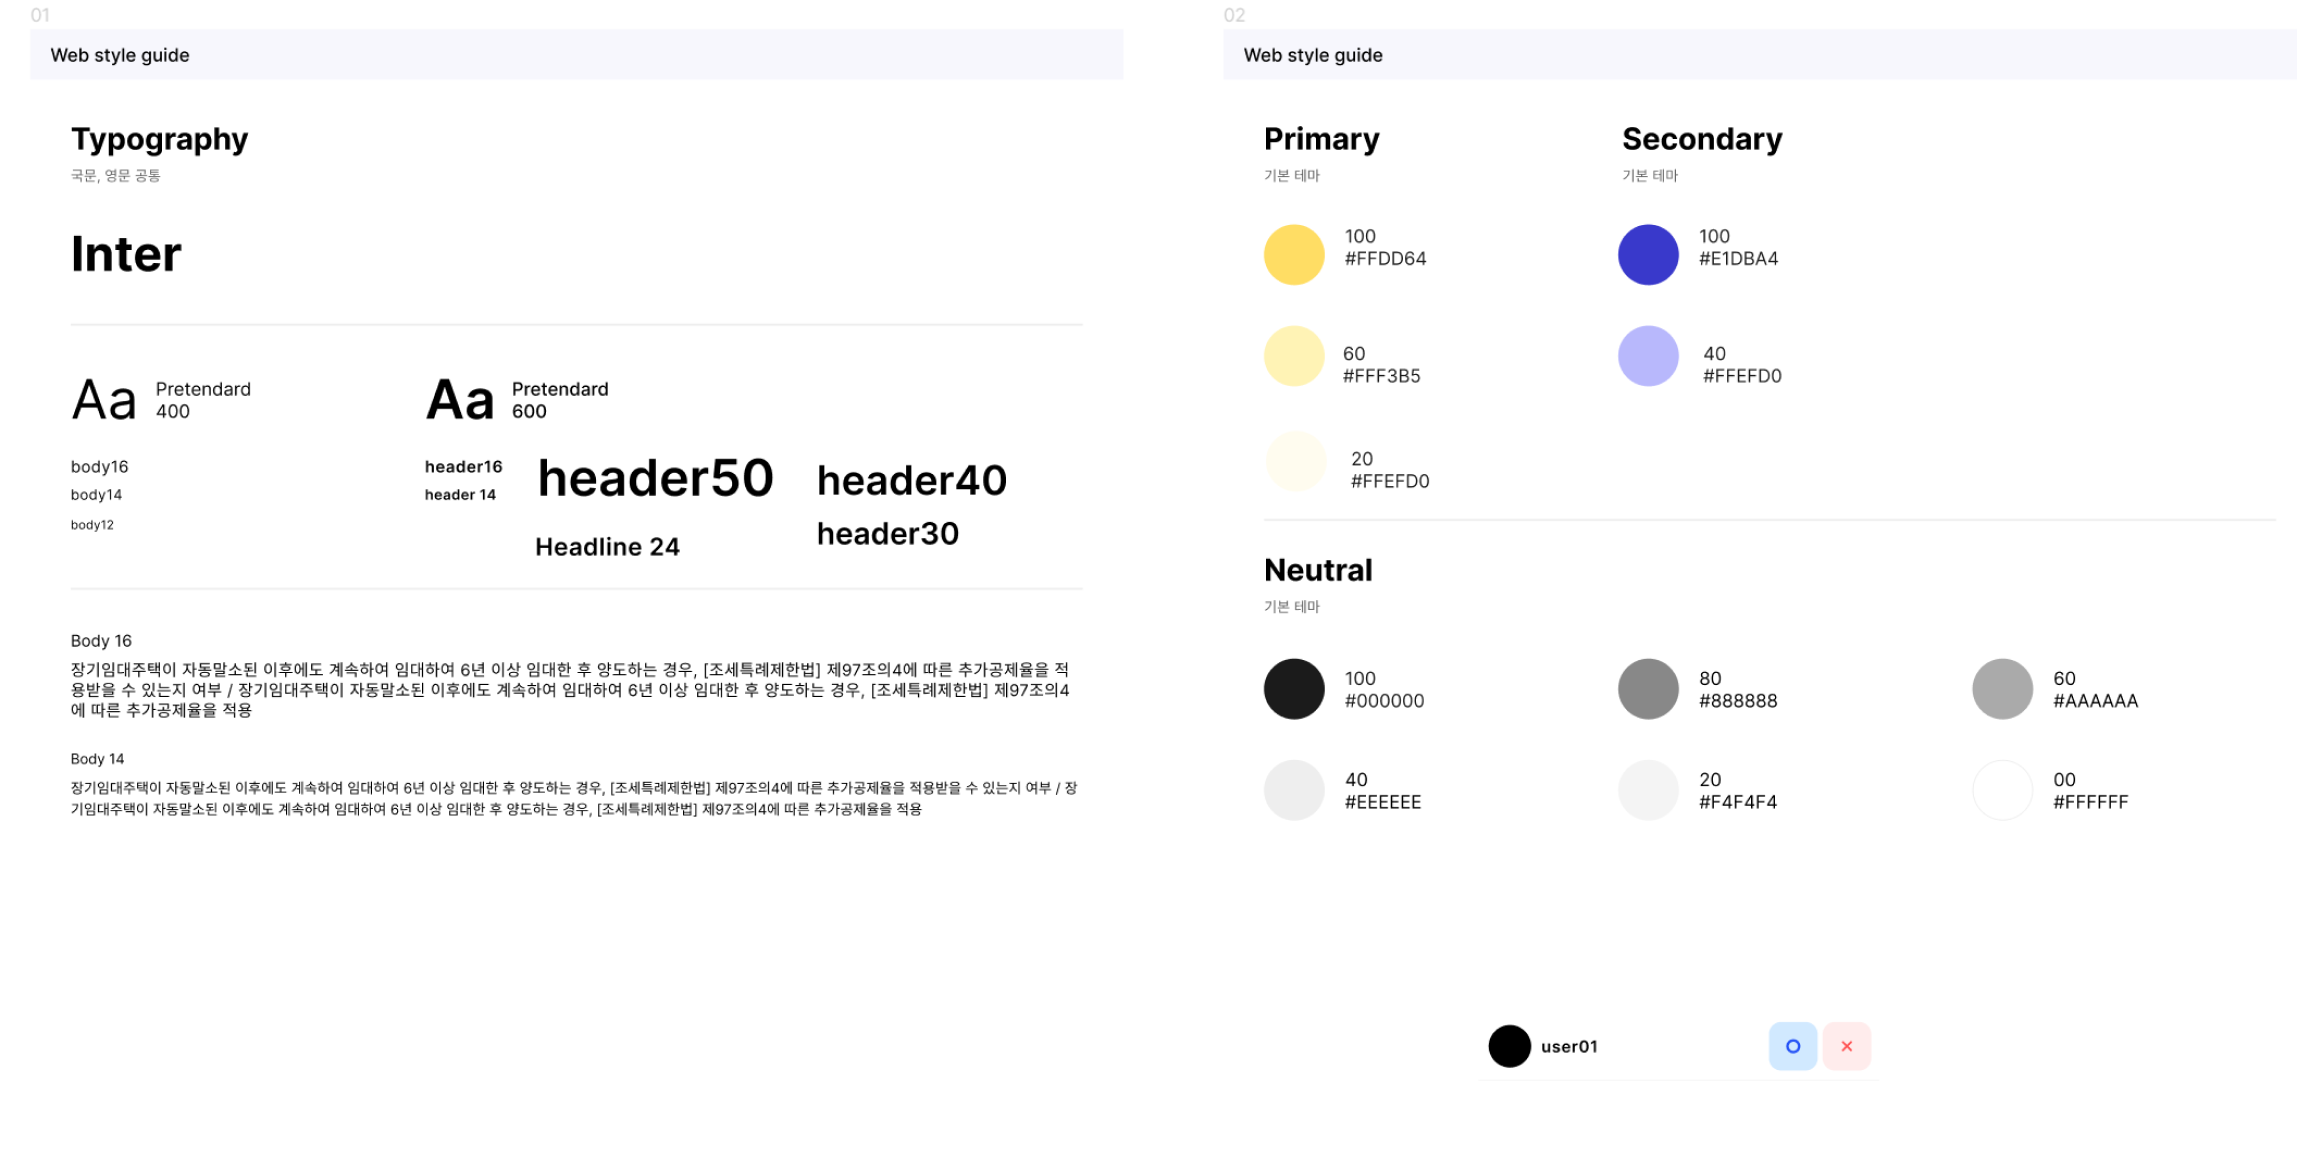 01
Web style guide
Typography
국문, 영문 공통
Inter
Aa
Pretendard
400
body16
body14
body12
Aa
Pretendard
600
header16
header 14
header50
Headline 24
header40
header30
Body 16
장기임대주택이 자동말소된 이후에도 계속하여 임대하여 6년 이상 임대한 후 양도하는 경우, [조세특례제한법] 제97조의4에 따른 추가공제율을 적
용받을 수 있는지 여부 / 장기임대주택이 자동말소된 이후에도 계속하여 임대하여 6년 이상 임대한 후 양도하는 경우, [조세특례제한법] 제97조의4
에 따른 추가공제율을 적용
Body 14
장기임대주택이 자동말소된 이후에도 계속하여 임대하여 6년 이상 임대한 후 양도하는 경우, [조세특례제한법] 제97조의4에 따른 추가공제율을 적용받을 수 있는지 여부 / 장
기임대주택이 자동말소된 이후에도 계속하여 임대하여 6년 이상 임대한 후 양도하는 경우, [조세특례제한법] 제97조의4에 따른 추가공제율을 적용
02
Web style guide
Primary
기본 테마
100
#FFDD64
60
#FFF3B5
20
#FFEFD0
Secondary
기본 테마
100
#E1DBA4
40
#FFEFD0
Neutral
기본 테마
100
#000000
80
#888888
60
#AAAAAA
40
#EEEEEE
20
#F4F4F4
00
#FFFFFF
user01